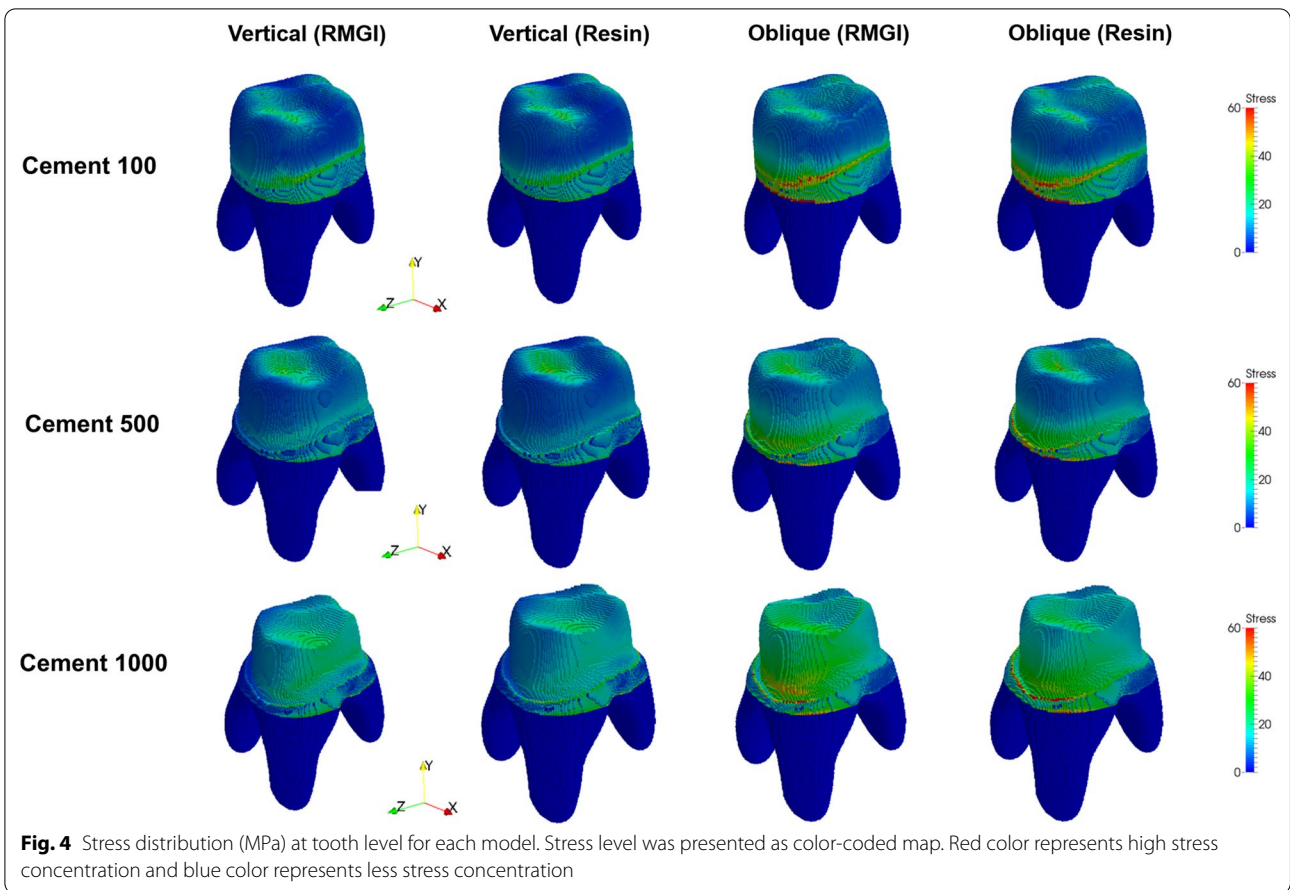 Vertical (RMGI) Vertical (Resin) Oblique (RMGI) Oblique (Resin)
Cement 100
Stress
60
40
20
0
Y
Z X
Cement 500
Stress
60
40
20
0
Y
Z X
Cement 1000
Stress
60
40
20
0
Y
Z X
Fig. 4 Stress distribution (MPa) at tooth level for each model. Stress level was presented as color-coded map. Red color represents high stress
concentration and blue color represents less stress concentration